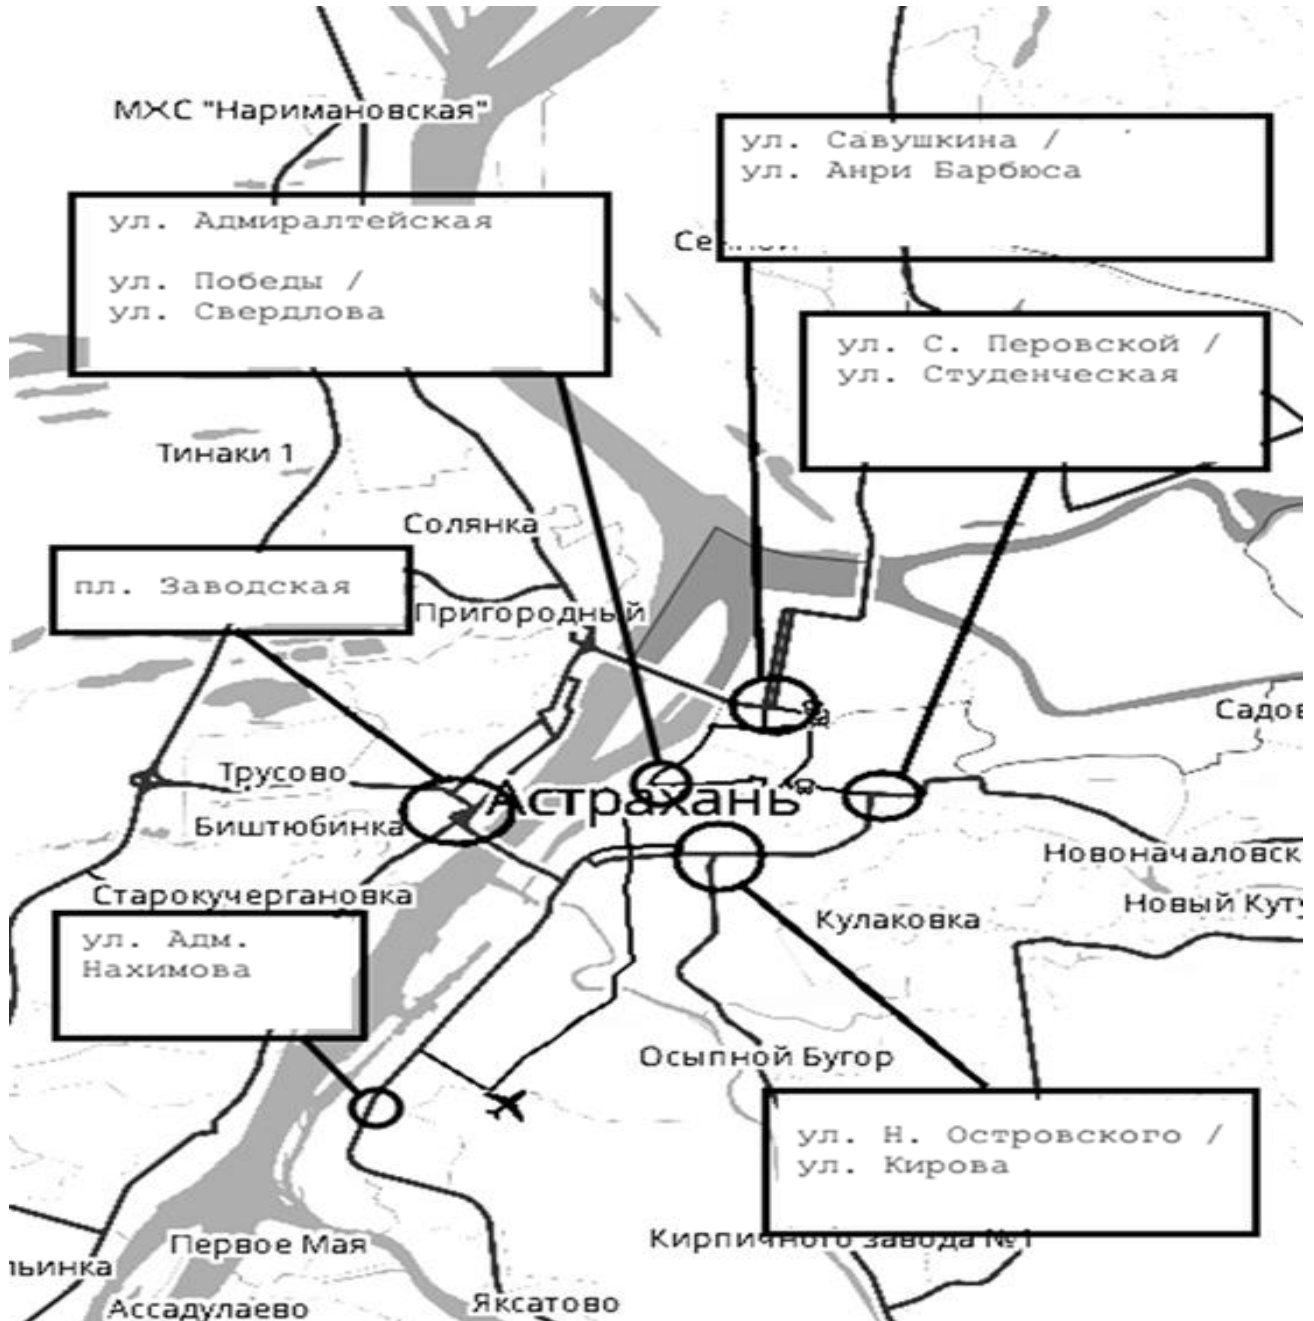 МХС "Наримановская"
ул. Савушкина /
ул. Анри Барбюса
ул. Адмиралтейская
ул. Победы /
ул. Свердлова
ул. С. Перовской /
ул. Студенческая
Тинаки 1
Солянка
пл. Заводская
Пригородный
Садов
Трусово
Астрахань
Биштюбинка
Новоначаловск
Старокучергановка
Новый Куту
Кулаковка
ул. Адм.
Нахимова
Осыпной Бугор
ул. Н. Островского /
ул. Кирова
Кирпичного завода №1
Первое Мая
льинка
Яксатово
Ассадулаево